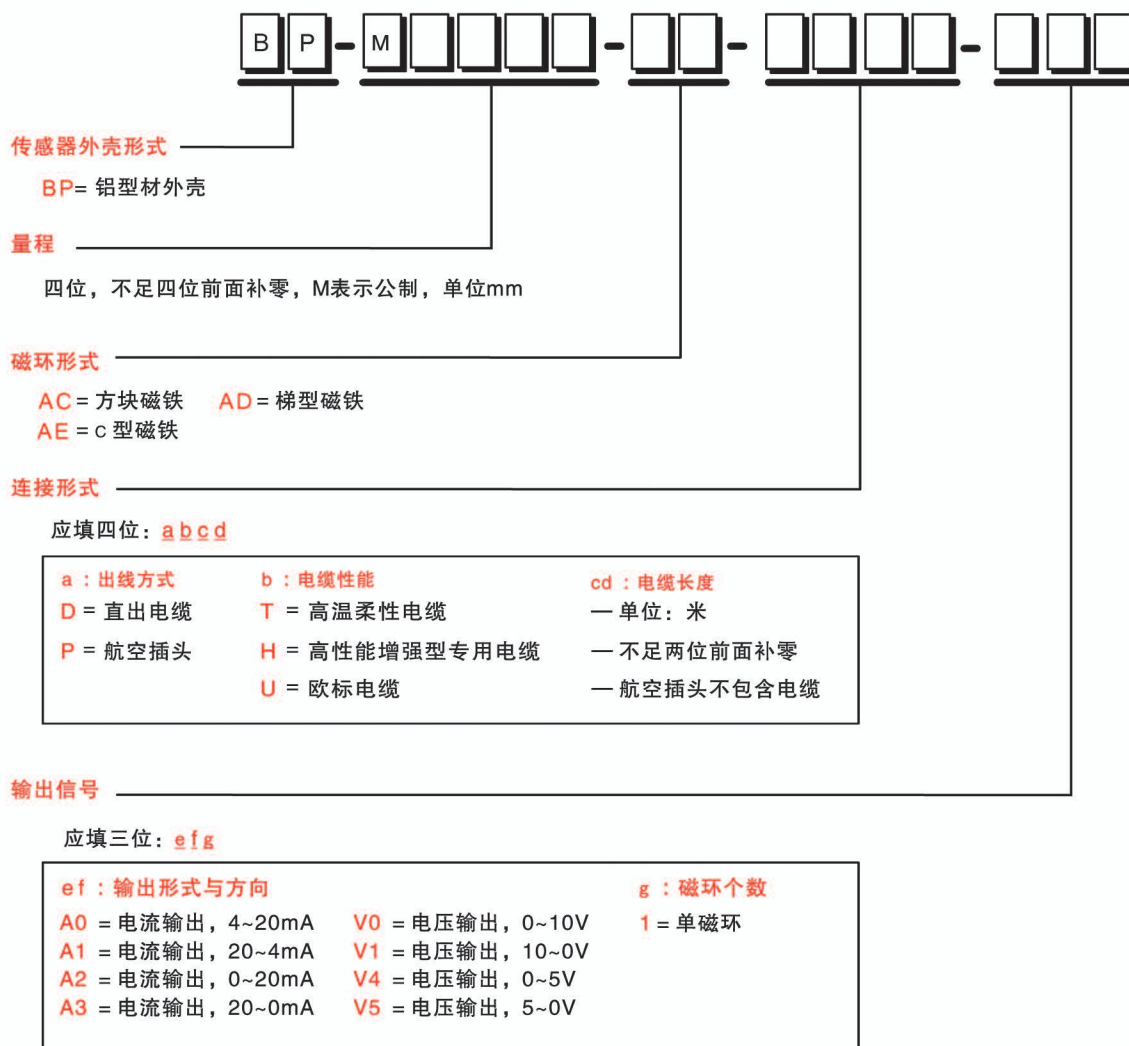 B P - M - - -
传感器外壳形式
BP= 铝型材外壳
量程
四位，不足四位前面补零，M表示公制，单位mm
磁环形式
AC = 方块磁铁 AD = 梯型磁铁
AE = c 型磁铁
连接形式
应填四位：a b c d
a ：出线方式 b ：电缆性能 cd ：电缆长度
D = 直出电缆 T = 高温柔性电缆 — 单位：米
P = 航空插头 H = 高性能增强型专用电缆 — 不足两位前面补零
U = 欧标电缆 — 航空插头不包含电缆
输出信号
应填三位：e f g
ef ：输出形式与方向 g ：磁环个数
A0 = 电流输出，4~20mA V0 = 电压输出，0~10V 1 = 单磁环
A1 = 电流输出，20~4mA V1 = 电压输出，10~0V
A2 = 电流输出，0~20mA V4 = 电压输出，0~5V
A3 = 电流输出，20~0mA V5 = 电压输出，5~0V